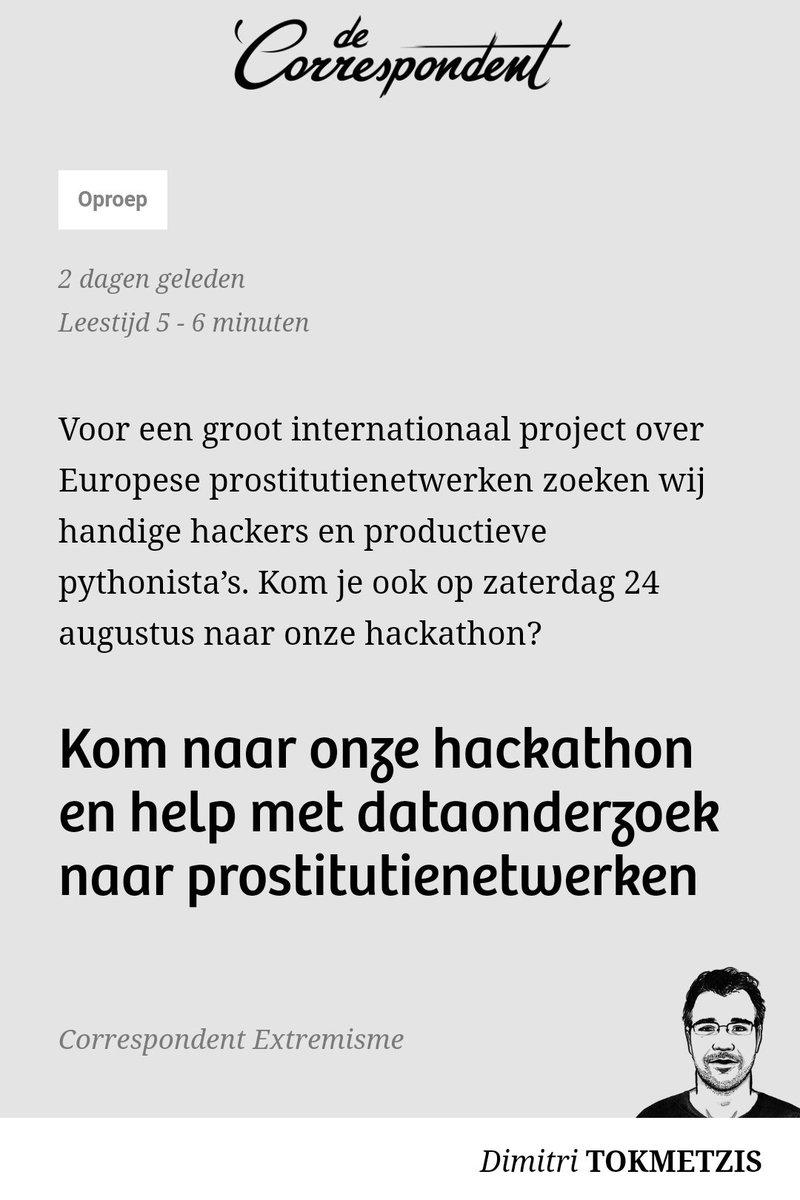 de
Correspondent
Oproep
2 dagen geleden
Leestijd 5 - 6 minuten
Voor een groot internationaal project over
Europese prostitutienetwerken zoeken wij
handige hackers en productieve
pythonista’s. Kom je ook op zaterdag 24
augustus naar onze hackathon?
Kom naar onze hackathon
en help met dataonderzoek
naar prostitutienetwerken
Correspondent Extremisme
Dimitri TOKMETZIS